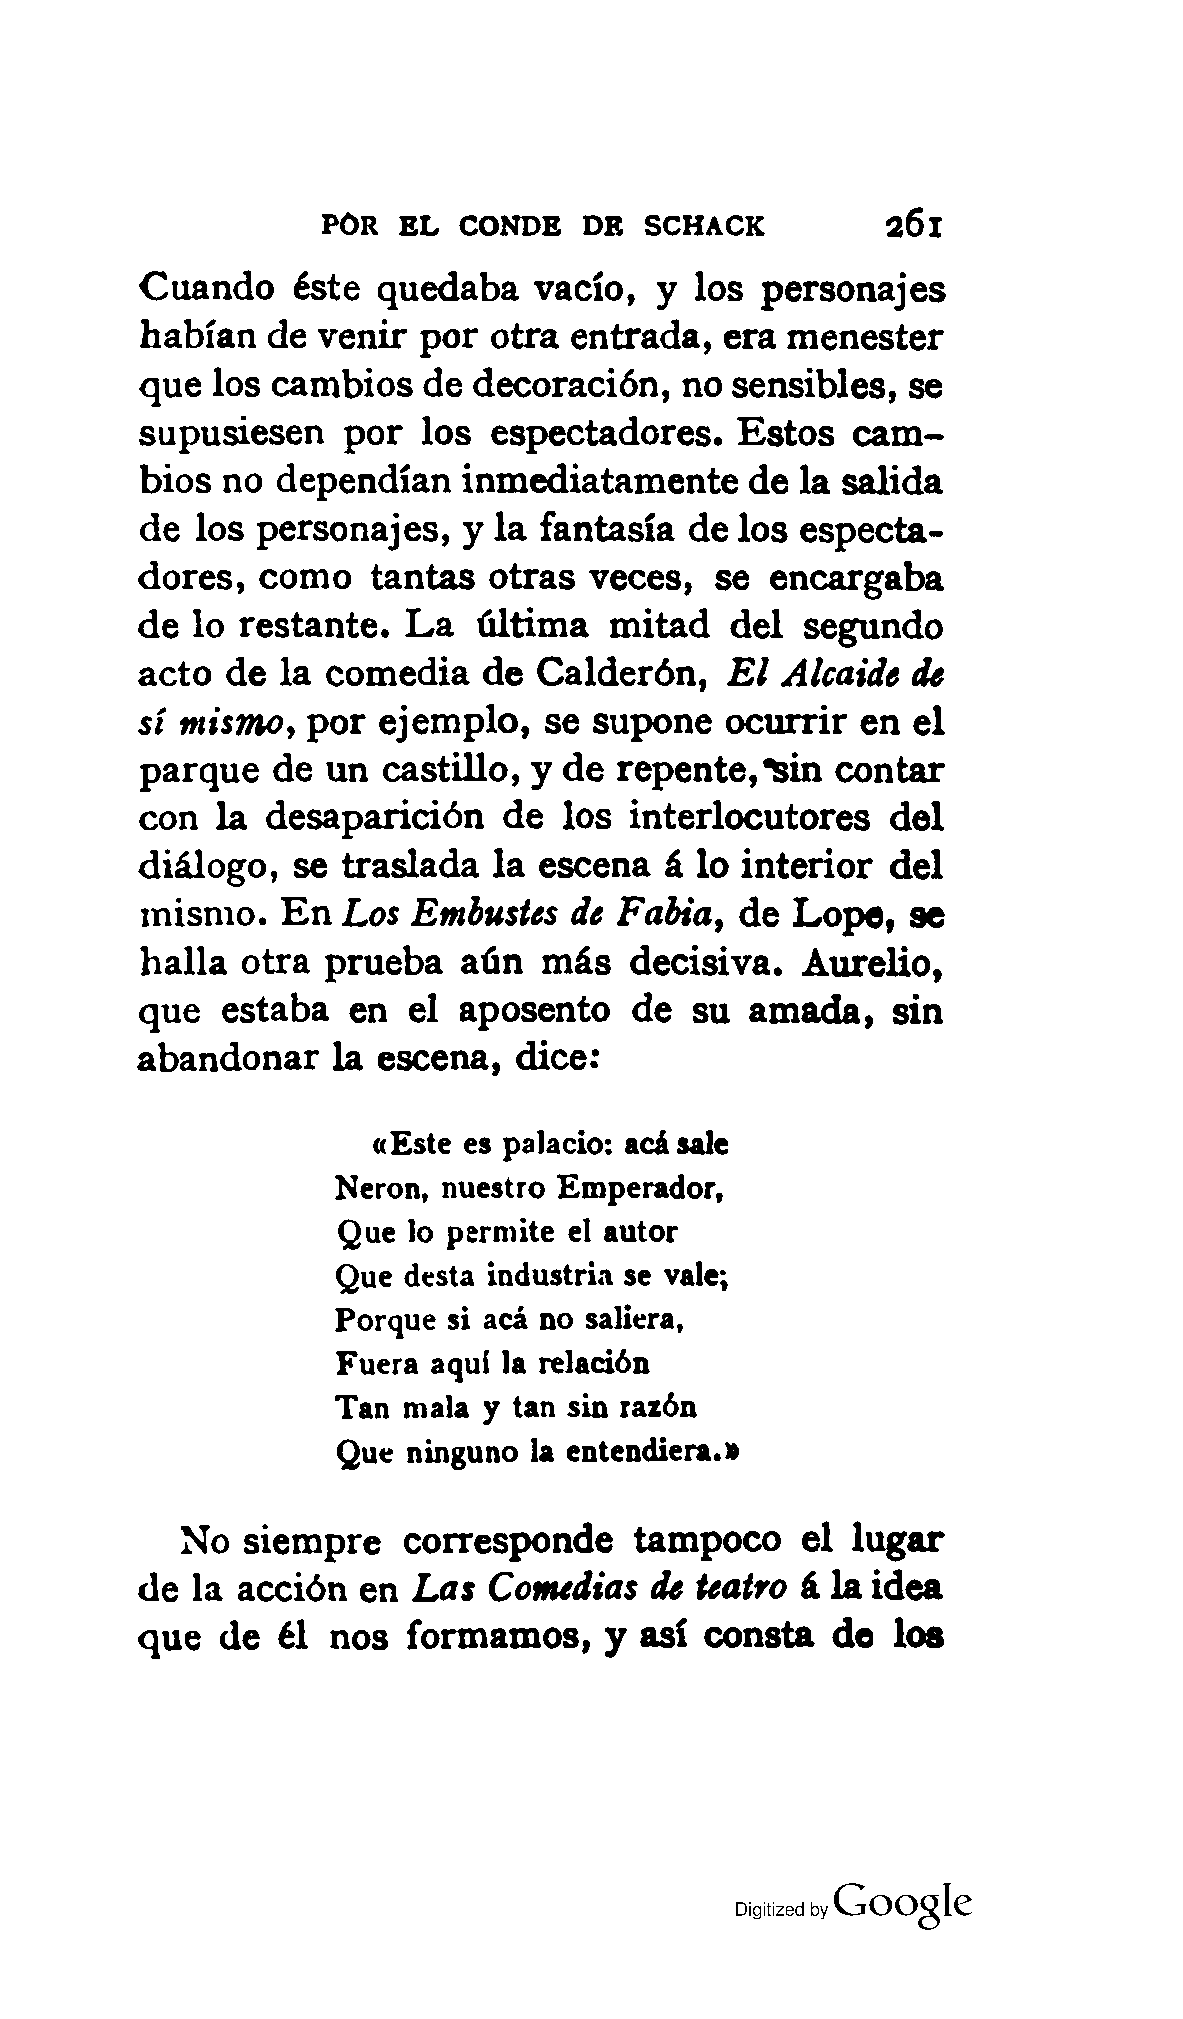 POR EL CONDE DE SCHACK 261
Cuando éste quedaba vacío, y los personajes
habían de venir por otra entrada, era menester
que los cambios de decoración, no sensibles, se
supusiesen por los espectadores. Estos cam-
bios no dependían inmediatamente de la salida
de los personajes, y la fantasía de los especta-
dores, como tantas otras veces, se encargaba
de lo restante. La última mitad del segundo
acto de la comedia de Calderón, El Alcaide de
sí mismo, por ejemplo, se supone ocurrir en el
parque de un castillo, y de repente, sin contar
con la desaparición de los interlocutores del
diálogo, se traslada la escena á lo interior del
mismo. En Los Embustes de Fabia, de Lope, se
halla otra prueba aún más decisiva. Aurelio,
que estaba en el aposento de su amada, sin
abandonar la escena, dice:
«Este es palacio: acá sale
Neron, nuestro Emperador,
Que lo permite el autor
Que desta industria se vale;
Porque si acá no saliera,
Fuera aquí la relación
Tan mala y tan sin razón
Que ninguno la entendiera.»
No siempre corresponde tampoco el lugar
de la acción en Las Comedias de teatro á la idea
que de él nos formamos, y así consta de los
Digitized by Google